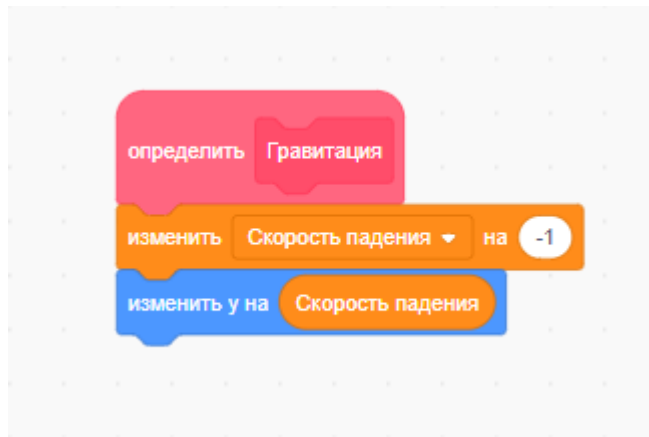 определить Гравитация
изменить Скорость падения на -1
изменить y на Скорость падения